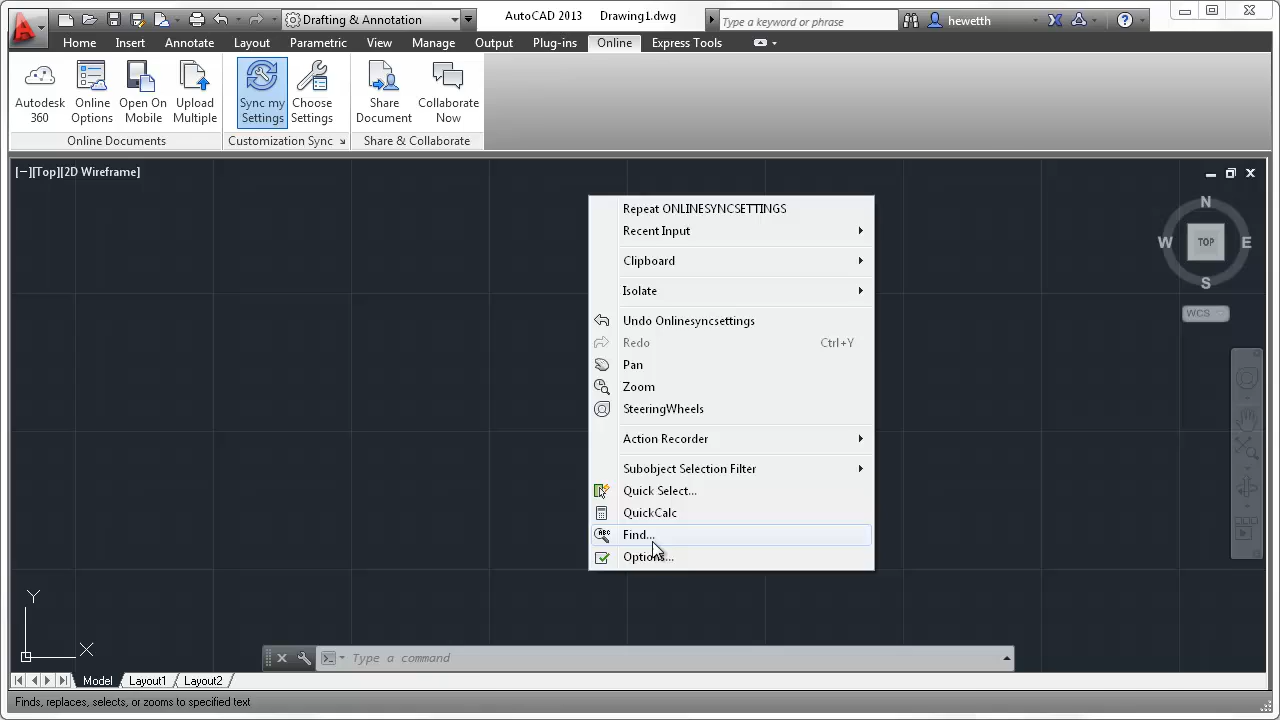 Drafting & Annotation
AutoCAD 2013 Drawing1.dwg
Type a keyword or phrase
hewetth
Home Insert Annotate Layout Parametric View Manage Output Plug-ins Online Express Tools
Autodesk 360
Online Options
Open On Mobile
Upload Multiple
Sync my Settings
Choose Settings
Share Document
Collaborate Now
Online Documents
Customization Sync
Share & Collaborate
[−][Top][2D Wireframe]
N
W TOP E
S
WCS
Repeat ONLINESYNCSETTINGS
Recent Input
Clipboard
Isolate
Undo Onlinesyncsettings
Redo Ctrl+Y
Pan
Zoom
SteeringWheels
Action Recorder
Subobject Selection Filter
Quick Select...
QuickCalc
ABC Find...
Options...
Y
X
Type a command
Model Layout1 Layout2
Finds, replaces, selects, or zooms to specified text